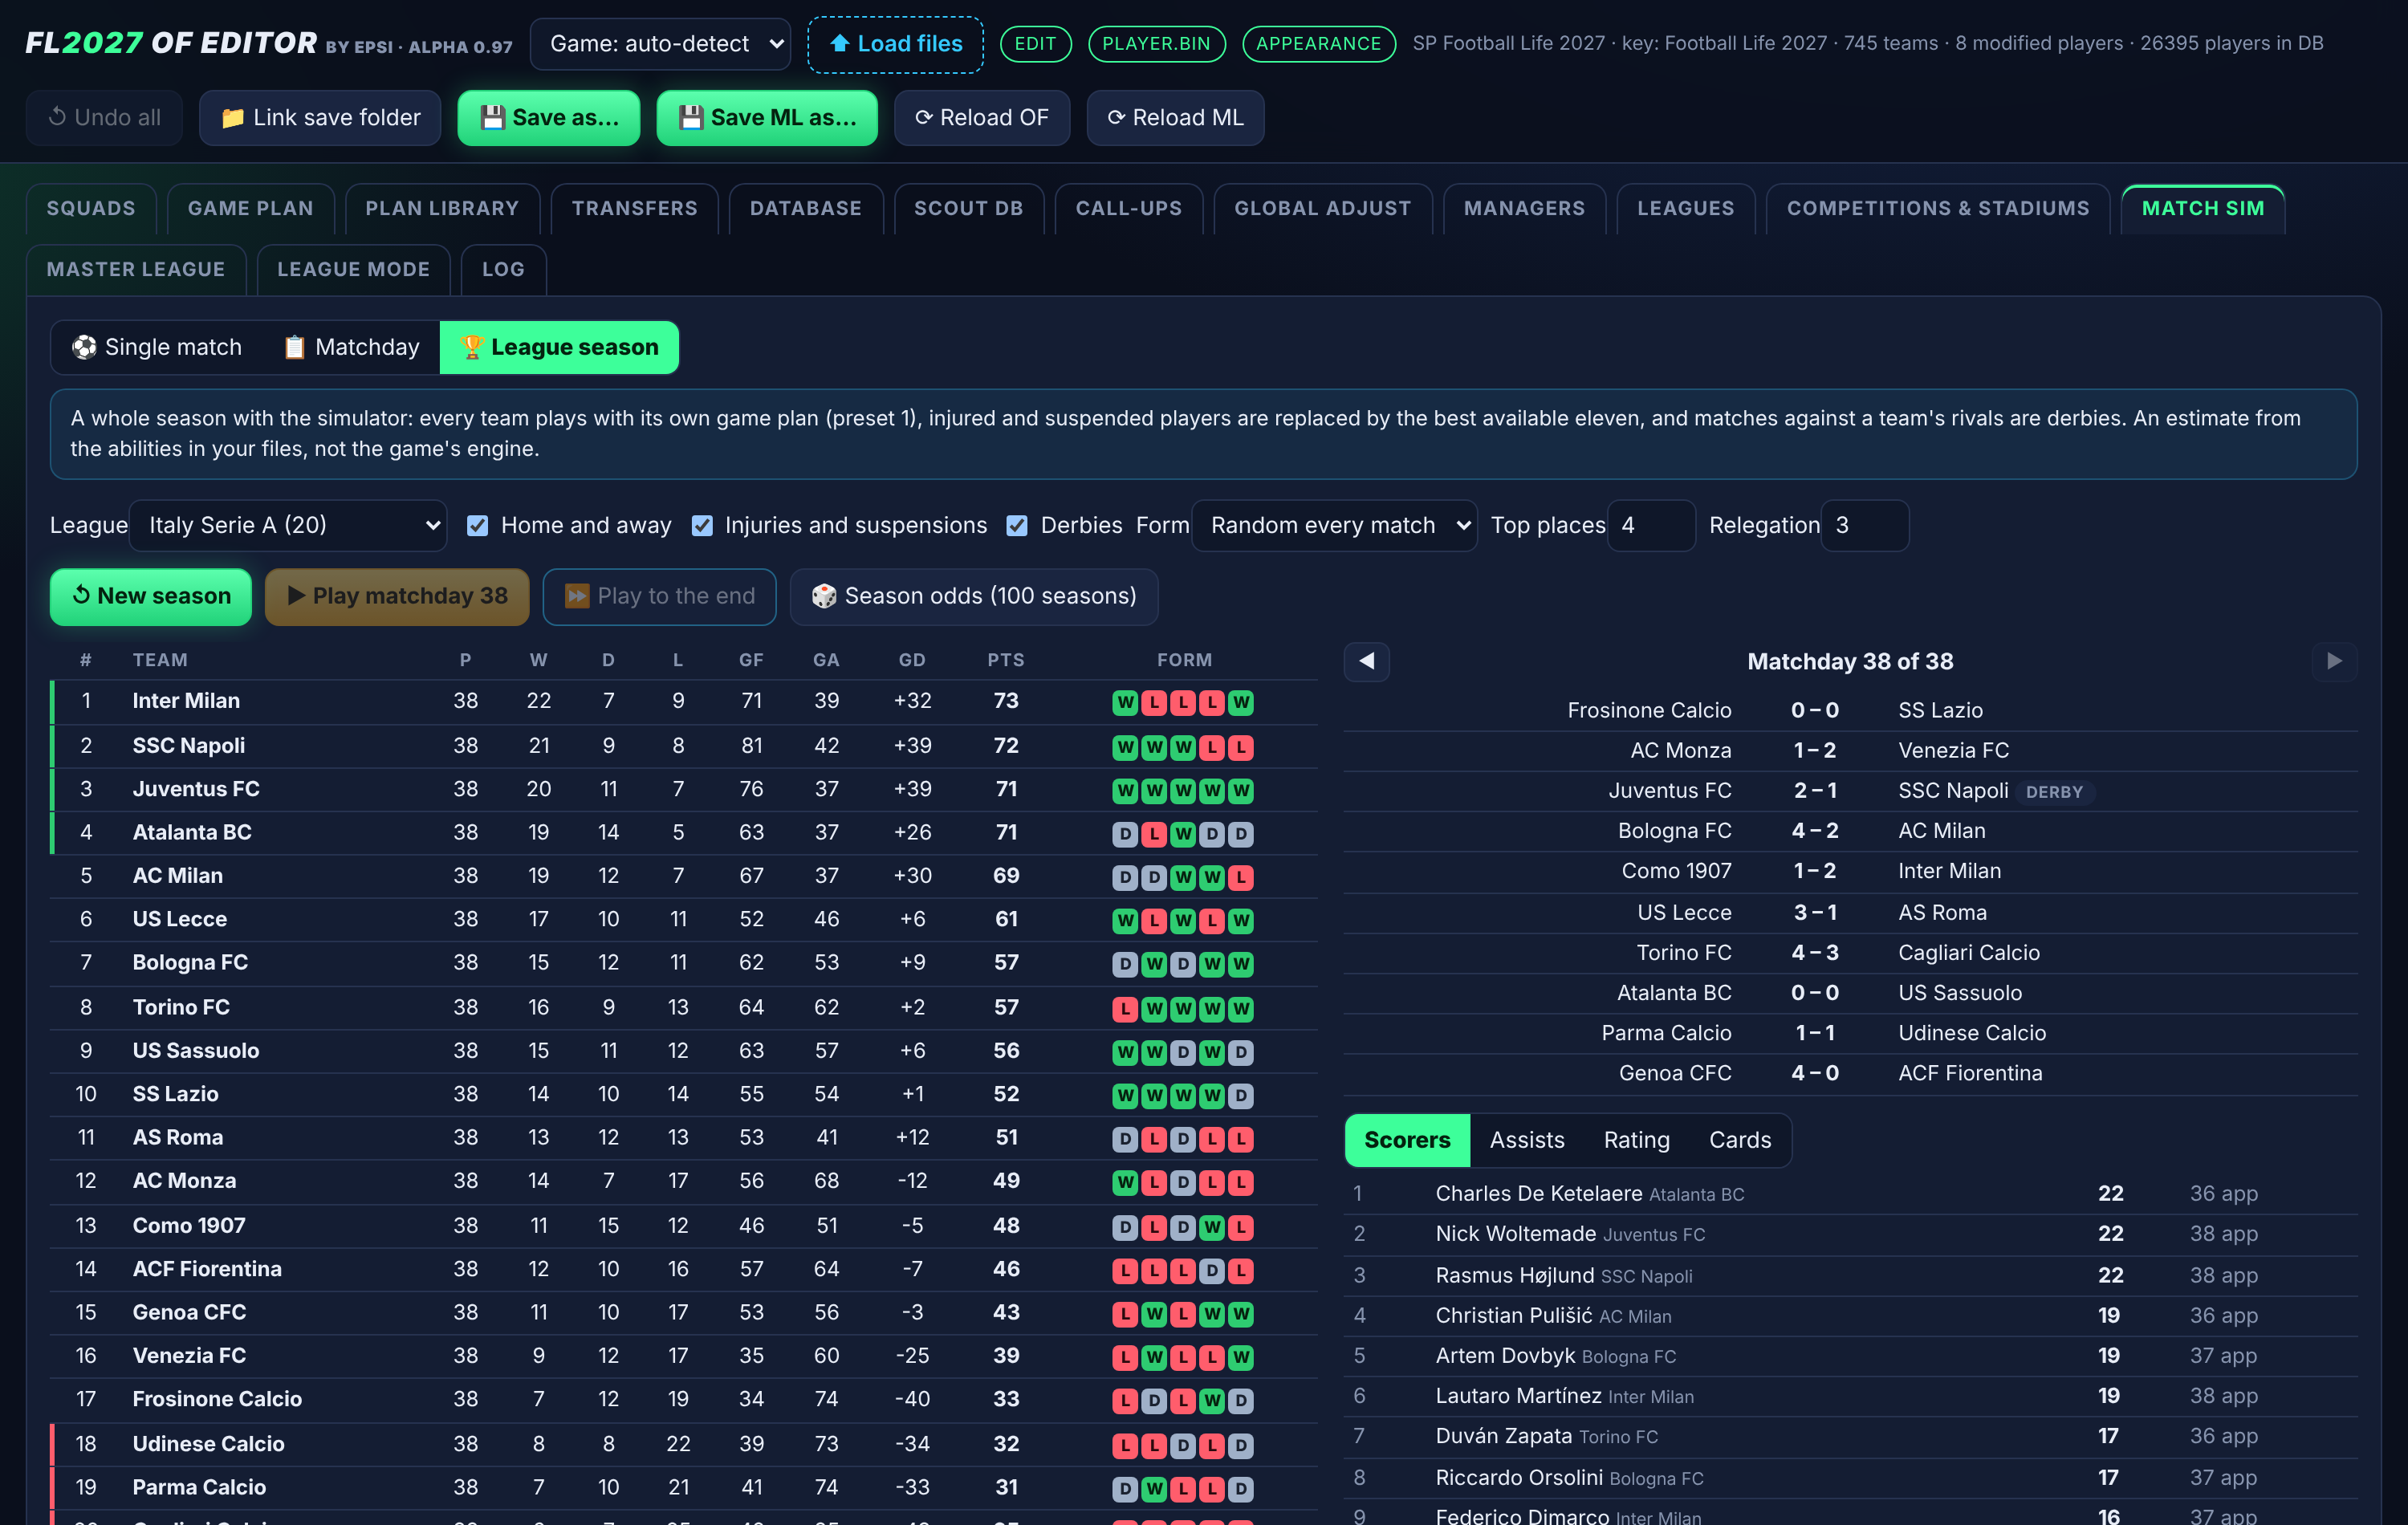 FL2027 OF EDITOR BY EPSI · ALPHA 0.97 Game: auto-detect Load files EDIT PLAYER.BIN APPEARANCE SP Football Life 2027 · key: Football Life 2027 · 745 teams · 8 modified players · 26395 players in DB
Undo all Link save folder Save as... Save ML as... Reload OF Reload ML
SQUADS GAME PLAN PLAN LIBRARY TRANSFERS DATABASE SCOUT DB CALL-UPS GLOBAL ADJUST MANAGERS LEAGUES COMPETITIONS & STADIUMS MATCH SIM
MASTER LEAGUE LEAGUE MODE LOG
Single match Matchday League season
A whole season with the simulator: every team plays with its own game plan (preset 1), injured and suspended players are replaced by the best available eleven, and matches against a team's rivals are derbies. An estimate from
the abilities in your files, not the game's engine.
League Italy Serie A (20) Home and away Injuries and suspensions Derbies Form Random every match Top places 4 Relegation 3
New season Play matchday 38 Play to the end Season odds (100 seasons)
# TEAM P W D L GF GA GD PTS FORM
1 Inter Milan 38 22 7 9 71 39 +32 73 W L L L W
2 SSC Napoli 38 21 9 8 81 42 +39 72 W W W L L
3 Juventus FC 38 20 11 7 76 37 +39 71 W W W W W
4 Atalanta BC 38 19 14 5 63 37 +26 71 D L W D D
5 AC Milan 38 19 12 7 67 37 +30 69 D D W W L
6 US Lecce 38 17 10 11 52 46 +6 61 W L W L W
7 Bologna FC 38 15 12 11 62 53 +9 57 D W D W W
8 Torino FC 38 16 9 13 64 62 +2 57 L W W W W
9 US Sassuolo 38 15 11 12 63 57 +6 56 W W D W D
10 SS Lazio 38 14 10 14 55 54 +1 52 W W W W D
11 AS Roma 38 13 12 13 53 41 +12 51 D L D L L
12 AC Monza 38 14 7 17 56 68 -12 49 W L D L L
13 Como 1907 38 11 15 12 46 51 -5 48 D L D W L
14 ACF Fiorentina 38 12 10 16 57 64 -7 46 L L L D L
15 Genoa CFC 38 11 10 17 53 56 -3 43 L W L W W
16 Venezia FC 38 9 12 17 35 60 -25 39 L W L L W
17 Frosinone Calcio 38 7 12 19 34 74 -40 33 L D L W D
18 Udinese Calcio 38 8 8 22 39 73 -34 32 L L D L D
19 Parma Calcio 38 7 10 21 41 74 -33 31 D W L L D
Matchday 38 of 38
Frosinone Calcio 0 – 0 SS Lazio
AC Monza 1 – 2 Venezia FC
Juventus FC 2 – 1 SSC Napoli DERBY
Bologna FC 4 – 2 AC Milan
Como 1907 1 – 2 Inter Milan
US Lecce 3 – 1 AS Roma
Torino FC 4 – 3 Cagliari Calcio
Atalanta BC 0 – 0 US Sassuolo
Parma Calcio 1 – 1 Udinese Calcio
Genoa CFC 4 – 0 ACF Fiorentina
Scorers Assists Rating Cards
1 Charles De Ketelaere Atalanta BC 22 36 app
2 Nick Woltemade Juventus FC 22 38 app
3 Rasmus Højlund SSC Napoli 22 38 app
4 Christian Pulišić AC Milan 19 36 app
5 Artem Dovbyk Bologna FC 19 37 app
6 Lautaro Martínez Inter Milan 19 38 app
7 Duván Zapata Torino FC 17 36 app
8 Riccardo Orsolini Bologna FC 17 37 app
9 Federico Dimarco Inter Milan 16 37 app